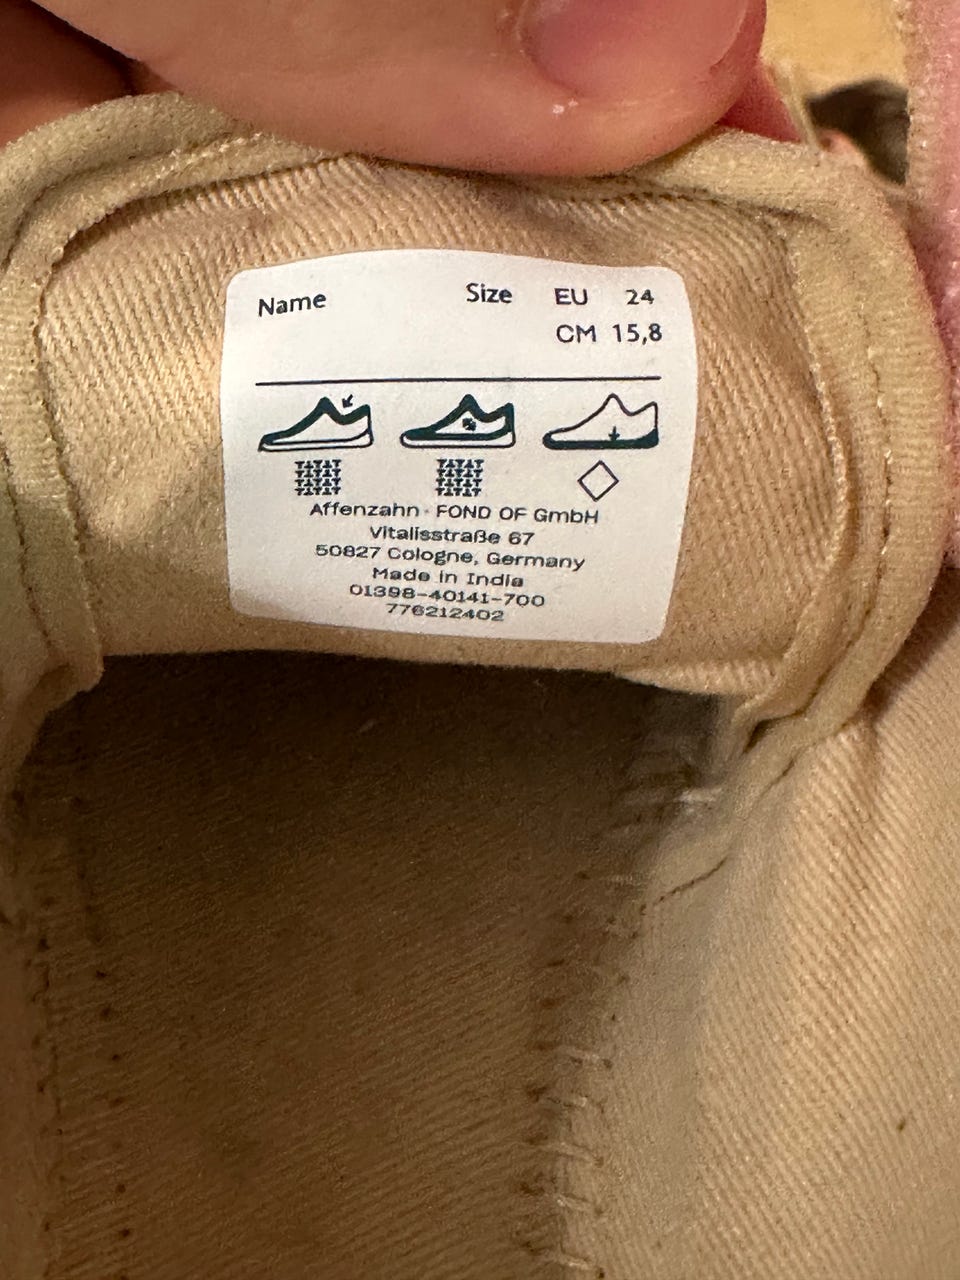 Name Size EU 24
CM 15,8
Affenzahn · FOND OF GmbH
Vitalisstraße 67
50827 Cologne, Germany
Made in India
01398-40141-700
776212402